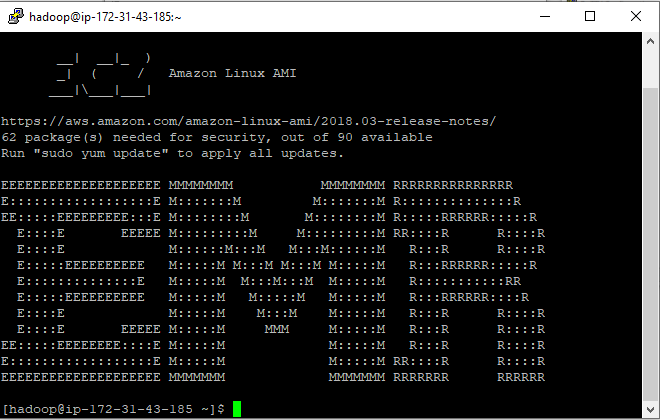 hadoop@ip-172-31-43-185:~
       __|  __|_  )
       _|  (     /   Amazon Linux AMI
      ___|\___|___|
https://aws.amazon.com/amazon-linux-ami/2018.03-release-notes/
62 package(s) needed for security, out of 90 available
Run "sudo yum update" to apply all updates.
EEEEEEEEEEEEEEEEEEEE MMMMMMMM           MMMMMMMM RRRRRRRRRRRRRRR
E::::::::::::::::::E M:::::::M         M:::::::M R::::::::::::::R
EE:::::EEEEEEEEE:::E M::::::::M       M::::::::M R:::::RRRRRR:::::R
  E::::E       EEEEE M:::::::::M     M:::::::::M RR::::R      R::::R
  E::::E             M::::::M:::M   M:::M::::::M   R:::R      R::::R
  E:::::EEEEEEEEEE   M:::::M M:::M M:::M M:::::M   R:::RRRRRR:::::R
  E::::::::::::::E   M:::::M  M:::M:::M  M:::::M   R:::::::::::RR
  E:::::EEEEEEEEEE   M:::::M   M:::::M   M:::::M   R:::RRRRRR::::R
  E::::E             M:::::M    M:::M    M:::::M   R:::R      R::::R
  E::::E       EEEEE M:::::M     MMM     M:::::M   R:::R      R::::R
EE:::::EEEEEEEE::::E M:::::M             M:::::M   R:::R      R::::R
E::::::::::::::::::E M:::::M             M:::::M RR::::R      R::::R
EEEEEEEEEEEEEEEEEEEE MMMMMMM             MMMMMMM RRRRRRR      RRRRRR
[hadoop@ip-172-31-43-185 ~]$